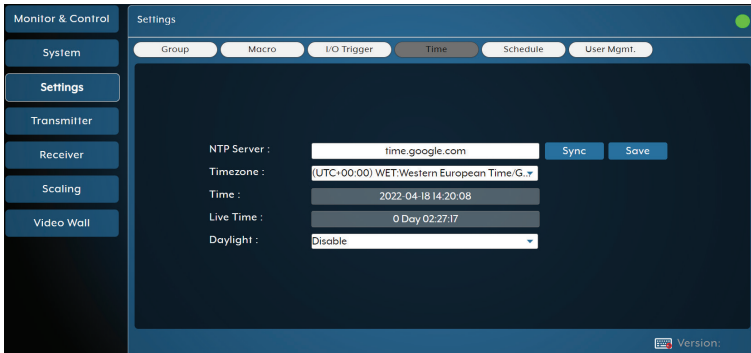 Monitor & Control
System
Settings
Transmitter
Receiver
Scaling
Video Wall
Settings
Group Macro I/O Trigger Time Schedule User Mgmt.
NTP Server : time.google.com Sync Save
Timezone : (UTC+00:00) WET:Western European Time/G...
Time : 2022-04-18 14:20:08
Live Time : 0 Day 02:27:17
Daylight : Disable
Version: